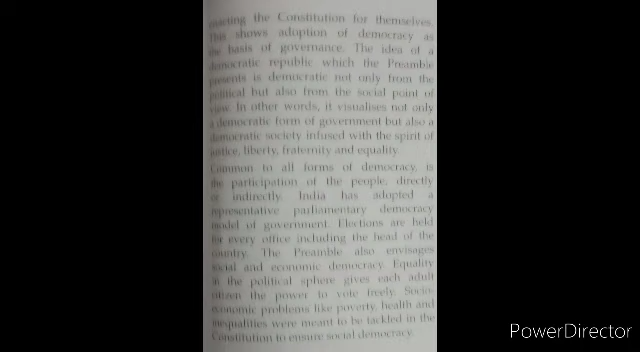 enacting the Constitution for themselves.
This shows adoption of democracy as
the basis of governance. The idea of a
democratic republic which the Preamble
presents is democratic not only from the
political but also from the social point of
view. In other words, it visualises not only
a democratic form of government but also a
democratic society infused with the spirit of
justice, liberty, fraternity and equality.
Common to all forms of democracy, is
the participation of the people, directly
or indirectly. India has adopted a
representative parliamentary democracy
model of government. Elections are held
for every office including the head of the
country. The Preamble also envisages
social and economic democracy. Equality
in the political sphere gives each adult
citizen the power to vote freely. Socio-
economic problems like poverty, health and
inequalities were meant to be tackled in the
Constitution to ensure social democracy.
PowerDirector